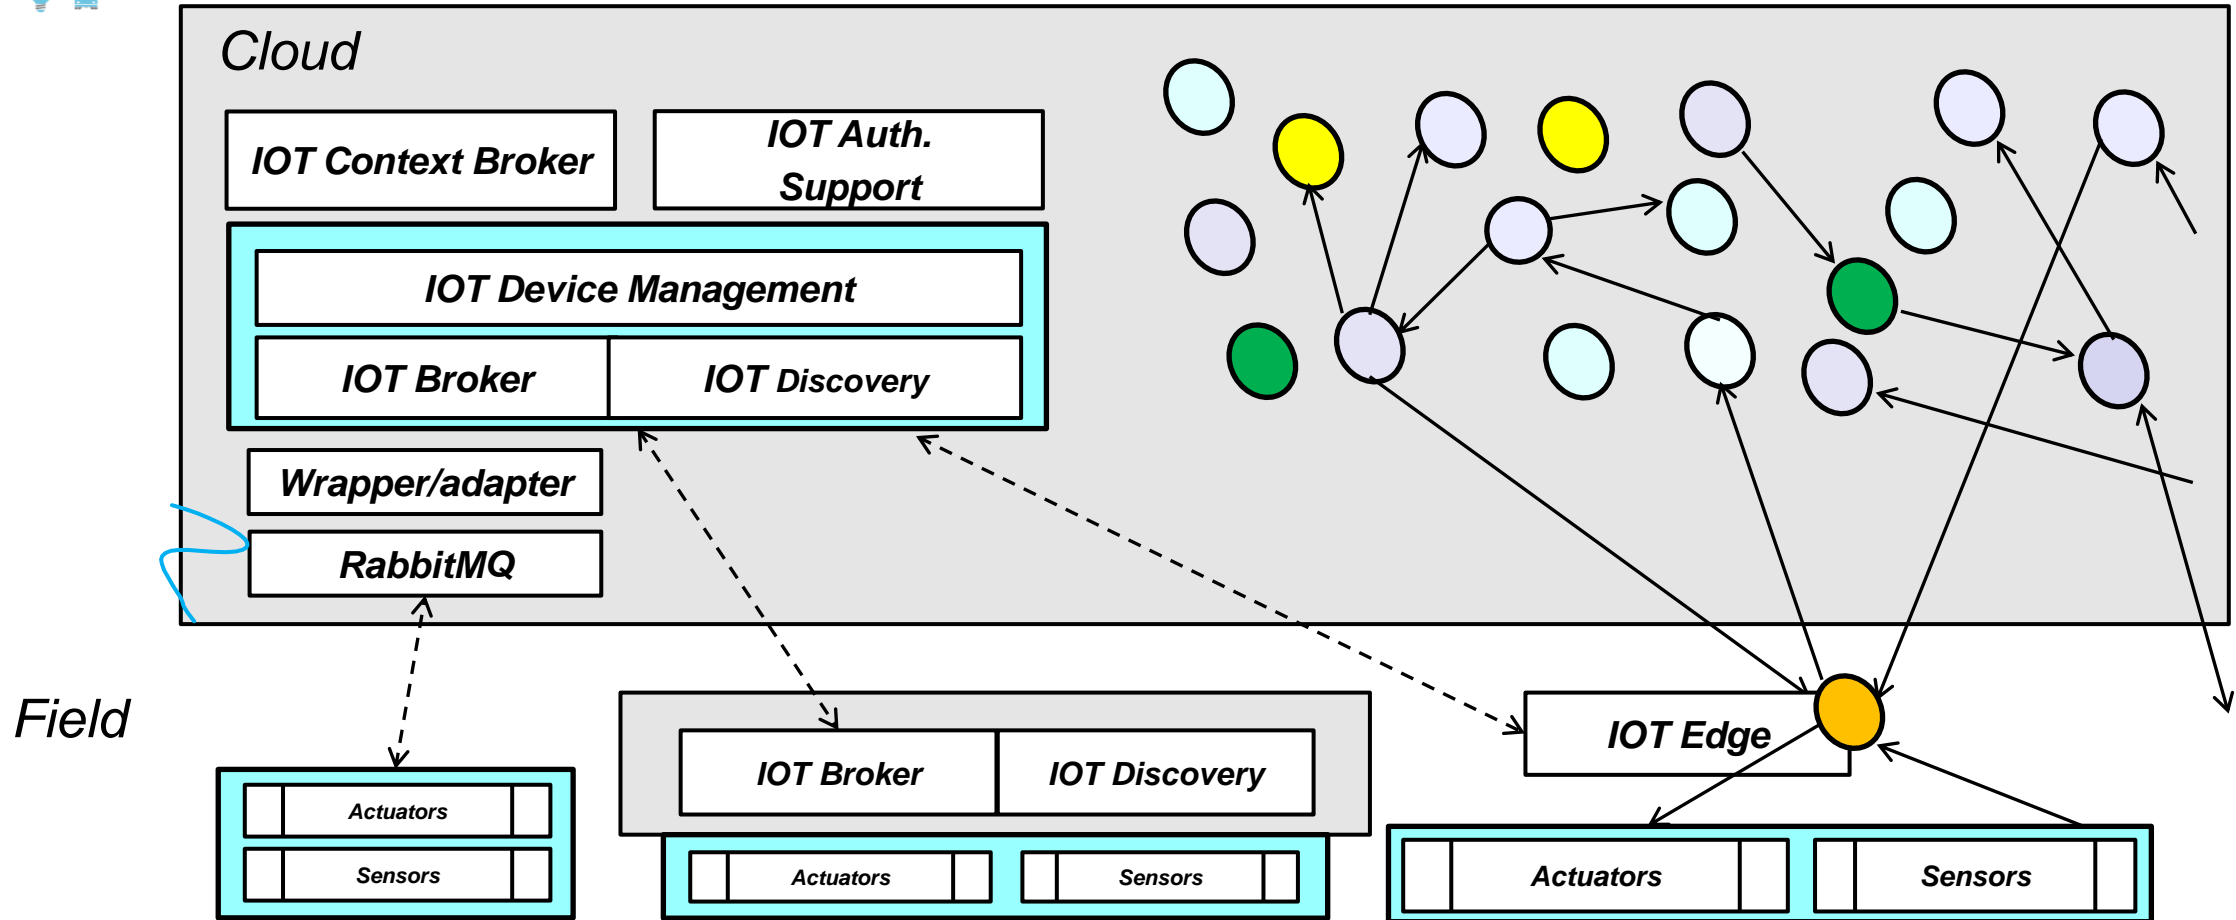 Cloud
IOT Context Broker
IOT Auth.
Support
IOT Device Management
IOT Broker
IOT Discovery
Wrapper/adapter
RabbitMQ
Field
IOT Broker
IOT Discovery
IOT Edge
Actuators
Sensors
Actuators
Sensors
Actuators
Sensors